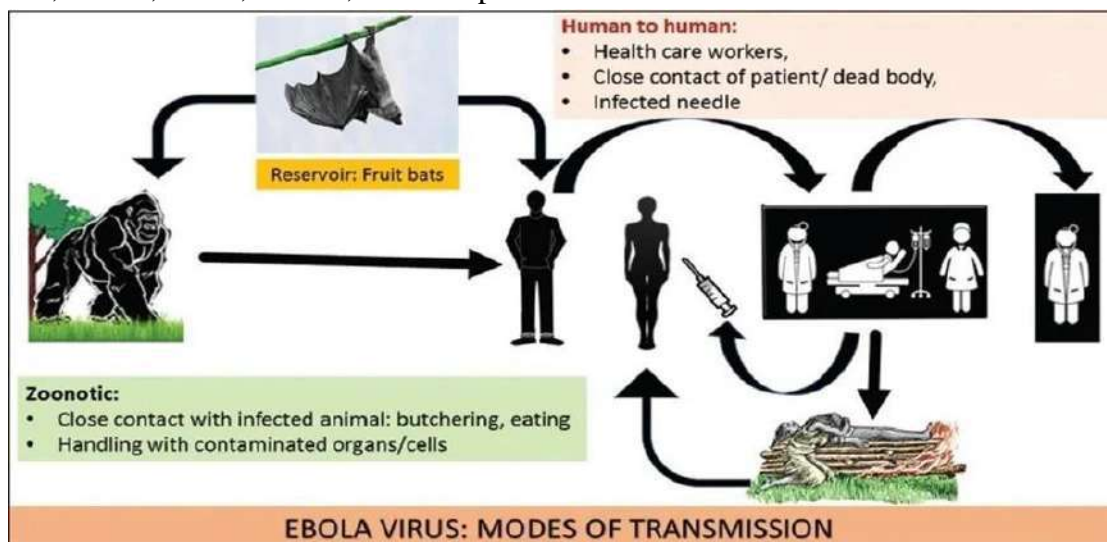 Human to human:
• Health care workers,
• Close contact of patient/ dead body,
• Infected needle
Reservoir: Fruit bats
Zoonotic:
• Close contact with infected animal: butchering, eating
• Handling with contaminated organs/cells
EBOLA VIRUS: MODES OF TRANSMISSION